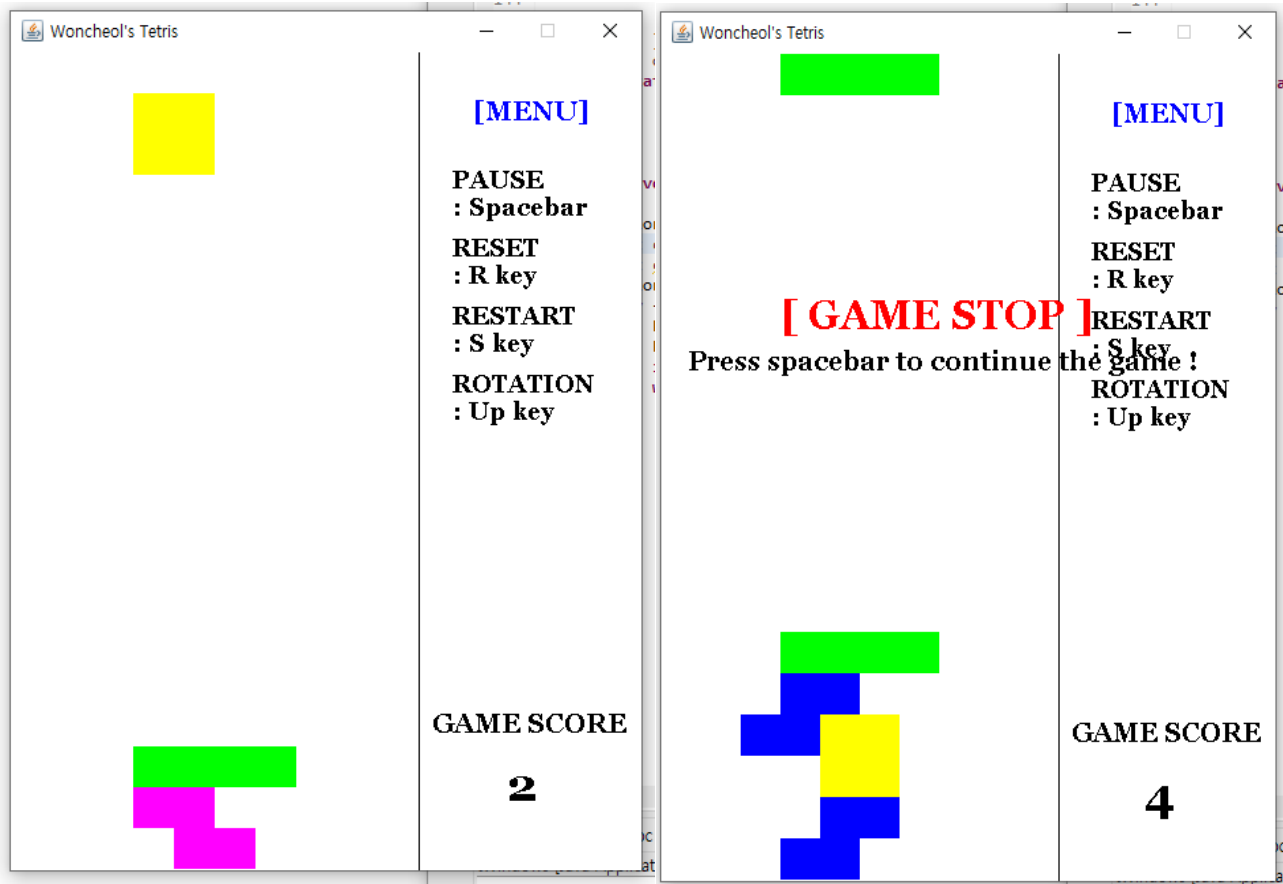 Woncheol's Tetris
[MENU]
PAUSE
: Spacebar
RESET
: R key
RESTART
: S key
ROTATION
: Up key
GAME SCORE
2
Woncheol's Tetris
[MENU]
PAUSE
: Spacebar
RESET
: R key
[ GAME STOP ]
RESTART
: S key
Press spacebar to continue the game !
ROTATION
: Up key
GAME SCORE
4